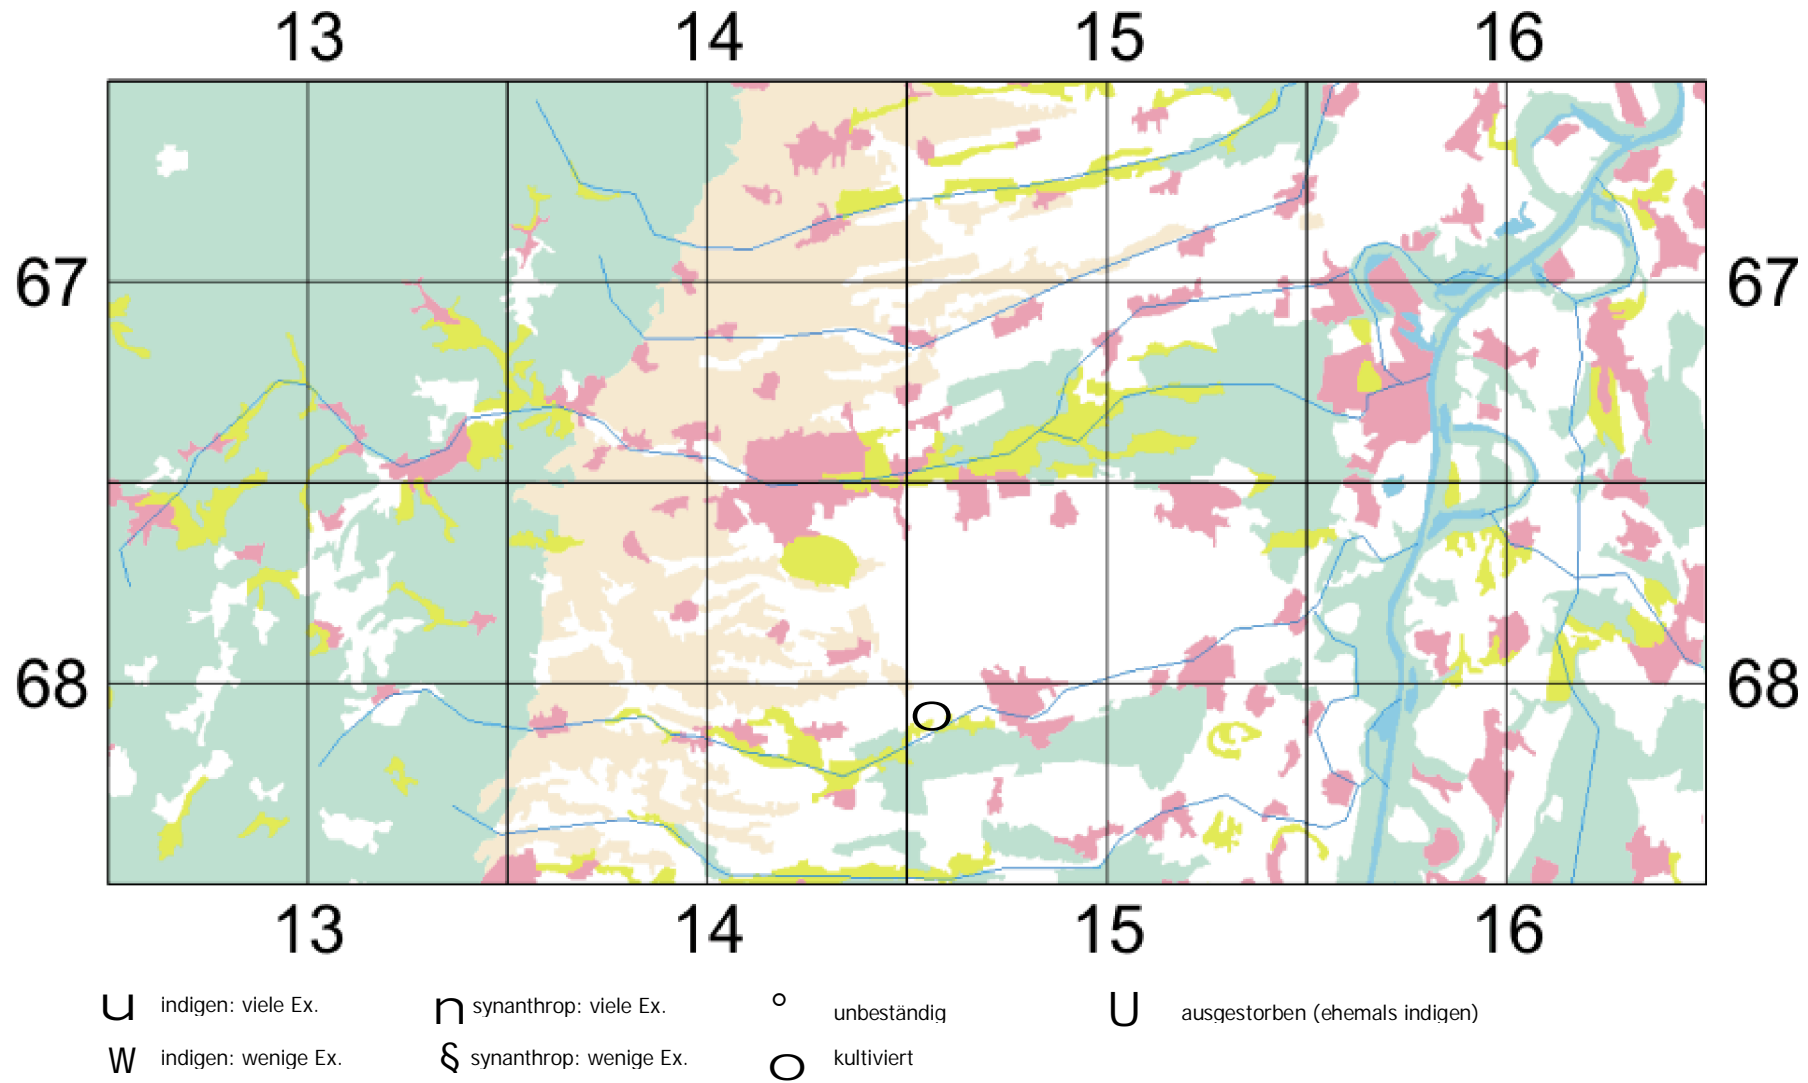 13 14 15 16
67 67
68 68
13 14 15 16
u indigen: viele Ex. n synanthrop: viele Ex. ° unbeständig U ausgestorben (ehemals indigen)
w indigen: wenige Ex. § synanthrop: wenige Ex. O kultiviert